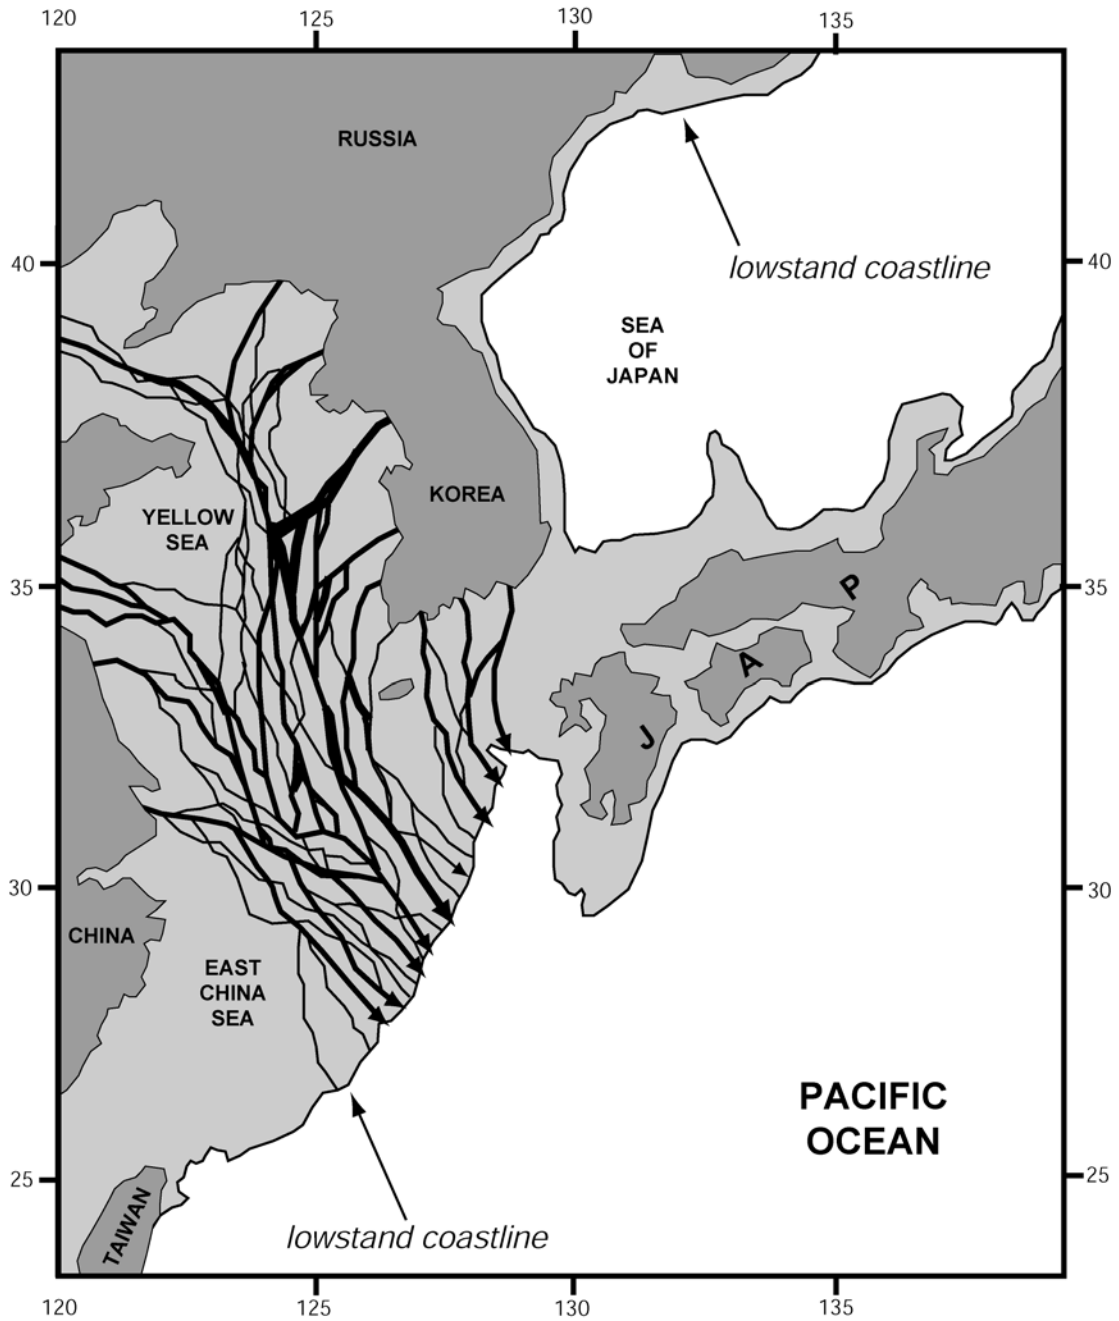 120
125
130
135
RUSSIA
lowstand coastline
40
40
SEA
OF
JAPAN
KOREA
YELLOW
SEA
35
35
P
A
J
30
30
CHINA
EAST
CHINA
SEA
PACIFIC
OCEAN
25
25
TAIWAN
lowstand coastline
120
125
130
135